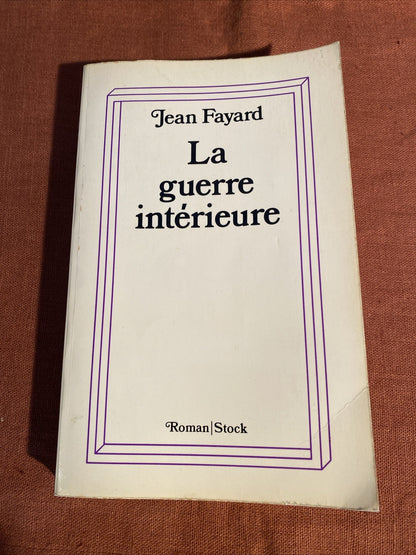 Jean Fayard
La
guerre
intérieure
Roman|Stock